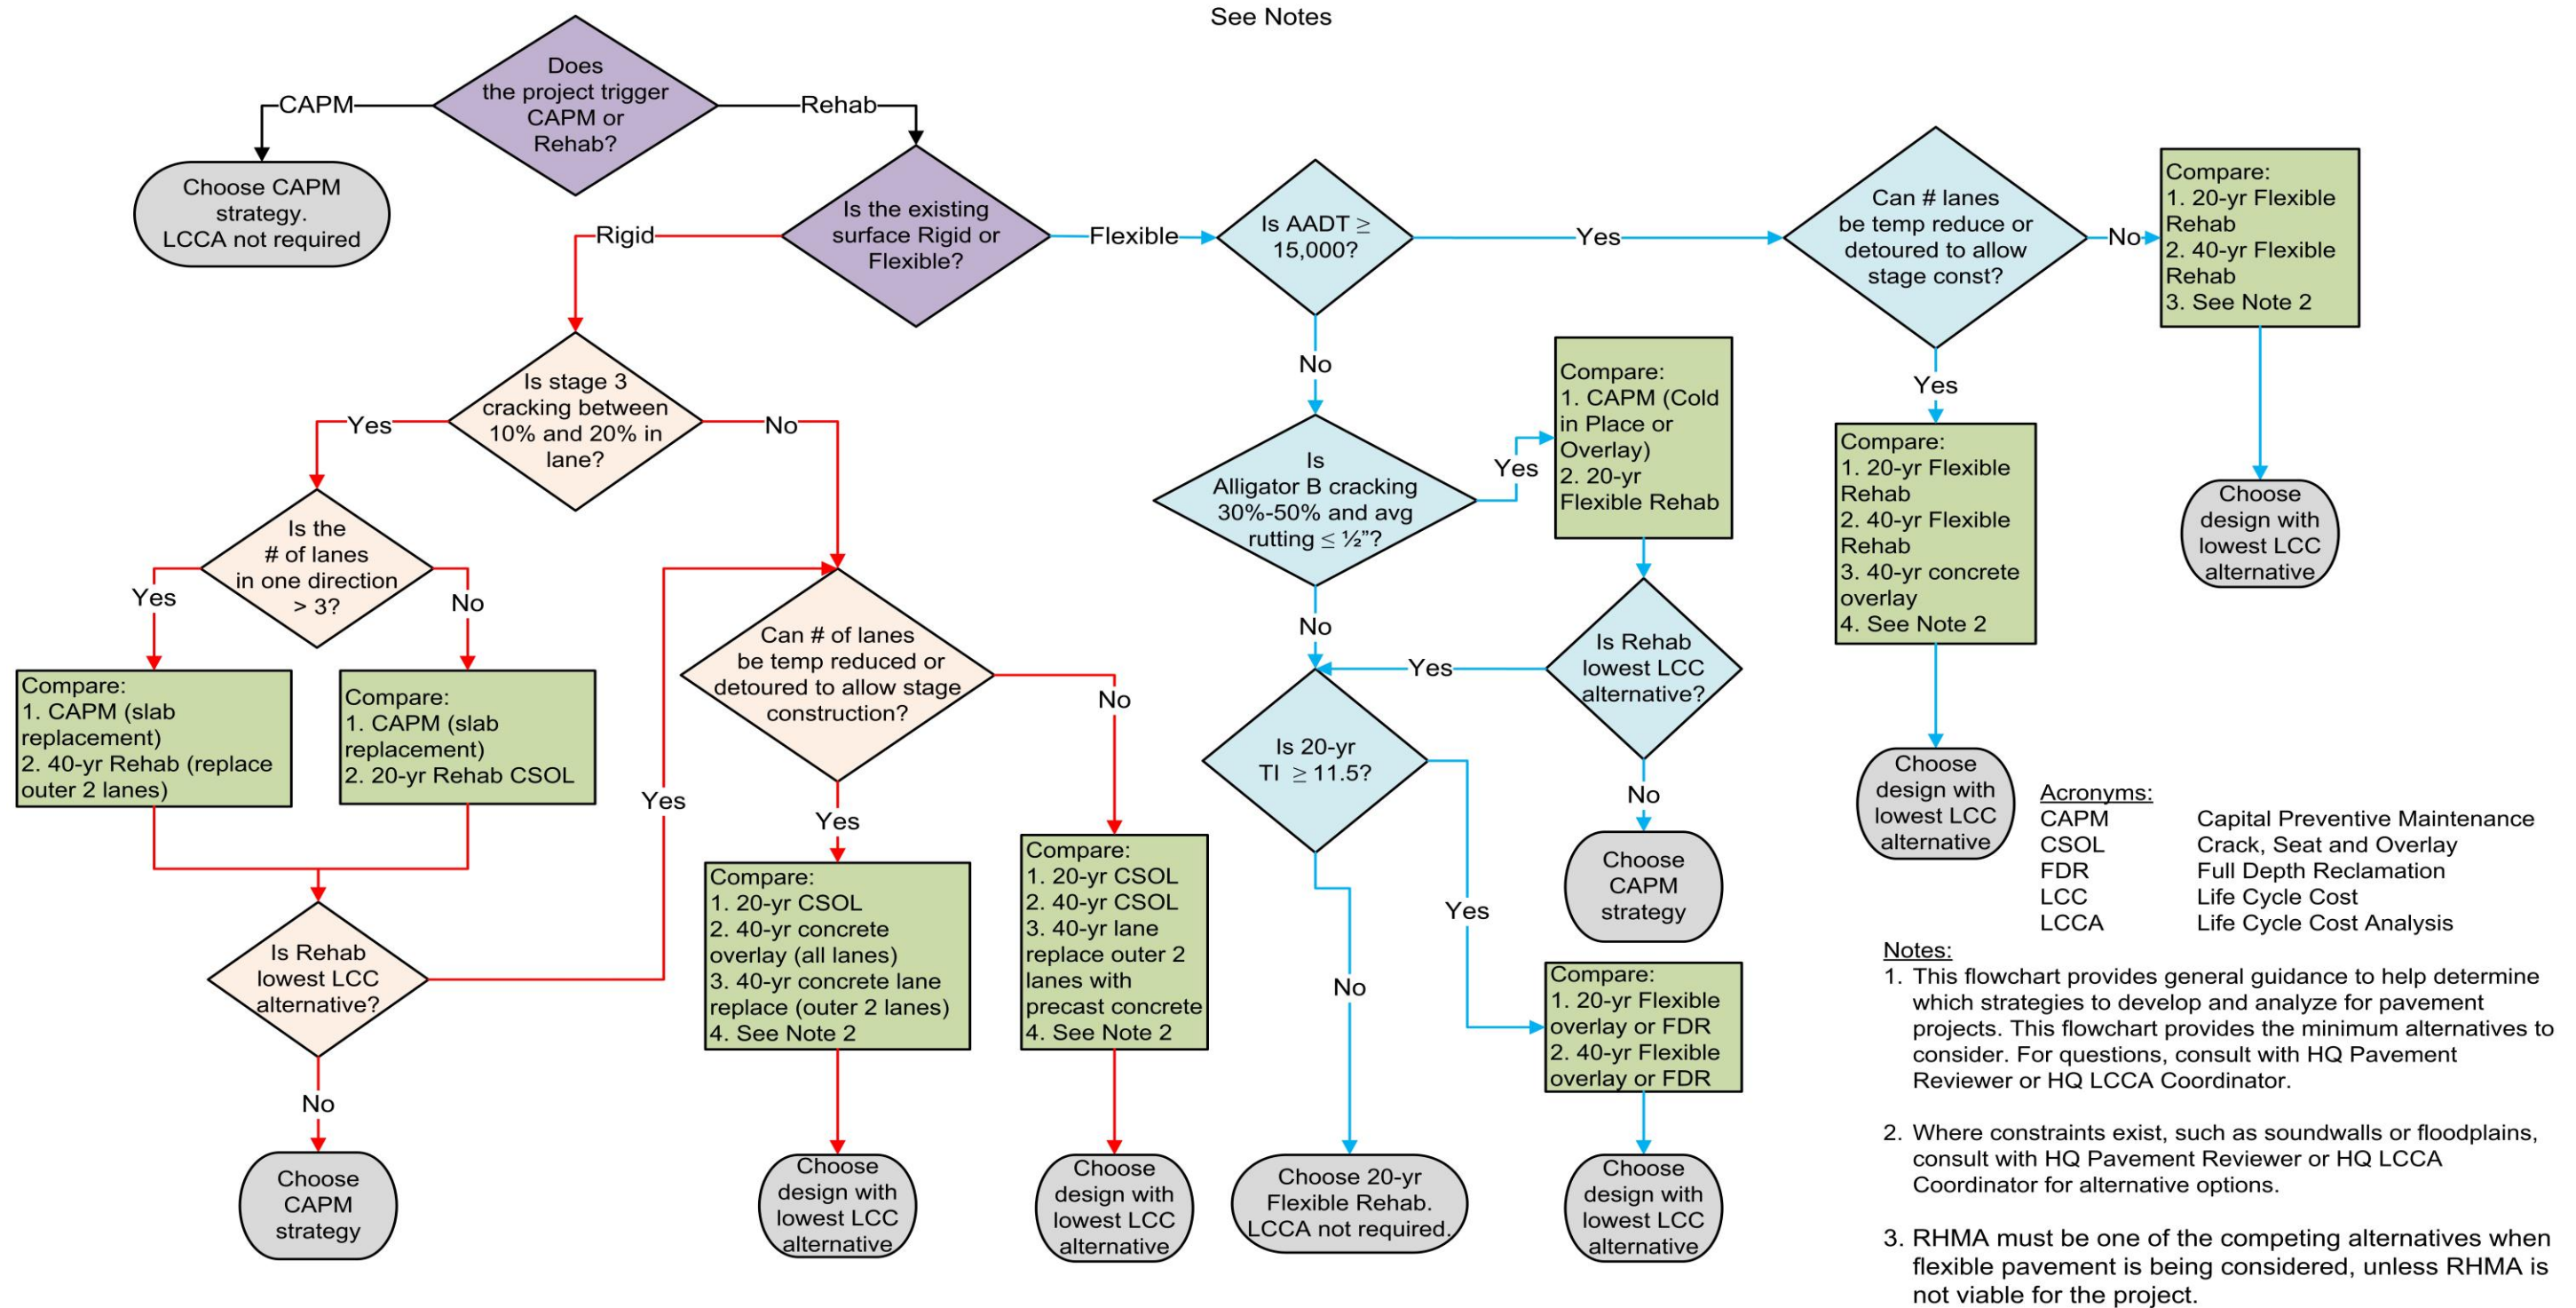 See Notes
Does
the project trigger
CAPM or
Rehab?
CAPM
Rehab
Choose CAPM
strategy.
LCCA not required
Is the existing
surface Rigid or
Flexible?
Rigid
Flexible
Is AADT ≥
15,000?
Yes
No
Can # lanes
be temp reduce or
detoured to allow
stage const?
No
Yes
Compare:
1. 20-yr Flexible
Rehab
2. 40-yr Flexible
Rehab
3. See Note 2
Choose
design with
lowest LCC
alternative
Compare:
1. 20-yr Flexible
Rehab
2. 40-yr Flexible
Rehab
3. 40-yr concrete
overlay
4. See Note 2
Choose
design with
lowest LCC
alternative
Is stage 3
cracking between
10% and 20% in
lane?
Yes
No
Is the
# of lanes
in one direction
> 3?
Yes
No
Compare:
1. CAPM (slab
replacement)
2. 40-yr Rehab (replace
outer 2 lanes)
Compare:
1. CAPM (slab
replacement)
2. 20-yr Rehab CSOL
Is Rehab
lowest LCC
alternative?
Yes
No
Choose
CAPM
strategy
Can # of lanes
be temp reduced or
detoured to allow stage
construction?
Yes
No
Compare:
1. 20-yr CSOL
2. 40-yr concrete
overlay (all lanes)
3. 40-yr concrete lane
replace (outer 2 lanes)
4. See Note 2
Choose
design with
lowest LCC
alternative
Compare:
1. 20-yr CSOL
2. 40-yr CSOL
3. 40-yr lane
replace outer 2
lanes with
precast concrete
4. See Note 2
Choose
design with
lowest LCC
alternative
Is
Alligator B cracking
30%-50% and avg
rutting ≤ ½”?
Yes
No
Compare:
1. CAPM (Cold
in Place or
Overlay)
2. 20-yr
Flexible Rehab
Is Rehab
lowest LCC
alternative?
Yes
No
Choose
CAPM
strategy
Is 20-yr
TI ≥ 11.5?
No
Yes
Choose 20-yr
Flexible Rehab.
LCCA not required.
Compare:
1. 20-yr Flexible
overlay or FDR
2. 40-yr Flexible
overlay or FDR
Choose
design with
lowest LCC
alternative
Acronyms:
CAPM Capital Preventive Maintenance
CSOL Crack, Seat and Overlay
FDR Full Depth Reclamation
LCC Life Cycle Cost
LCCA Life Cycle Cost Analysis
Notes:
1. This flowchart provides general guidance to help determine
which strategies to develop and analyze for pavement
projects. This flowchart provides the minimum alternatives to
consider. For questions, consult with HQ Pavement
Reviewer or HQ LCCA Coordinator.
2. Where constraints exist, such as soundwalls or floodplains,
consult with HQ Pavement Reviewer or HQ LCCA
Coordinator for alternative options.
3. RHMA must be one of the competing alternatives when
flexible pavement is being considered, unless RHMA is
not viable for the project.